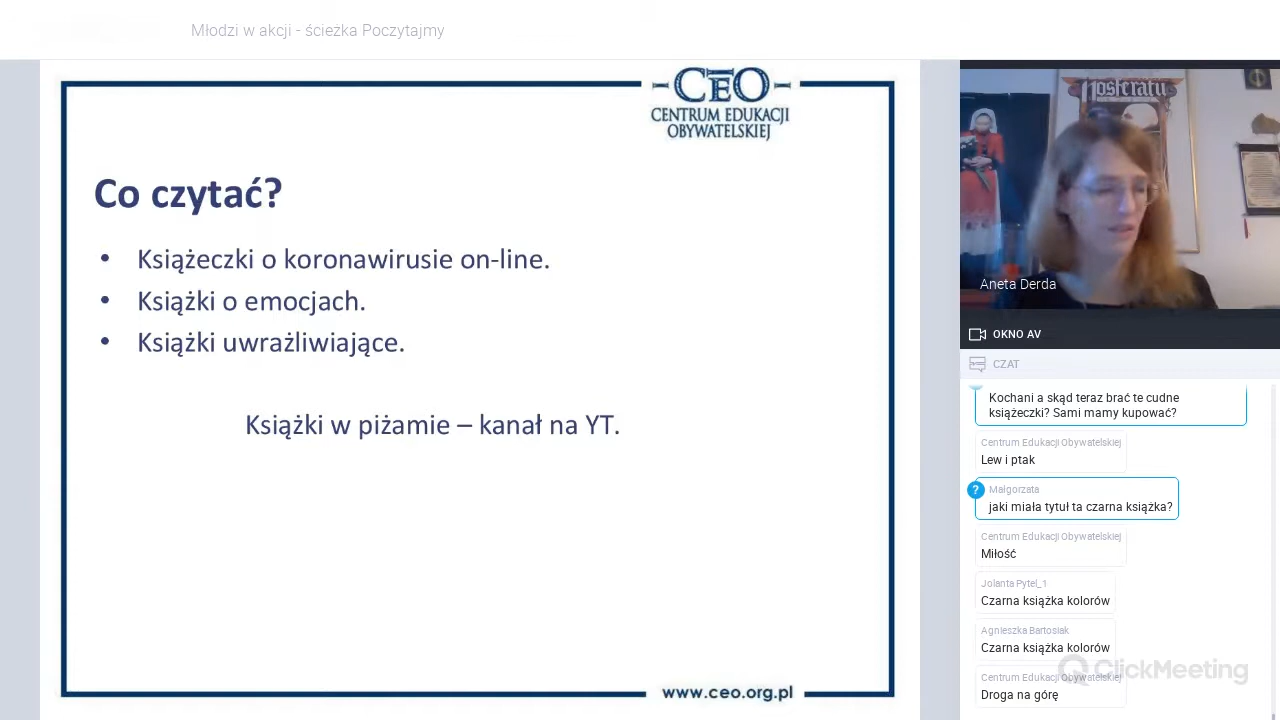 Młodzi w akcji - ścieżka Poczytajmy
CEO
CENTRUM EDUKACJI
OBYWATELSKIEJ
Co czytać?
• Książeczki o koronawirusie on-line.
• Książki o emocjach.
• Książki uwrażliwiające.
Książki w piżamie – kanał na YT.
www.ceo.org.pl
Nosferatu
Aneta Derda
OKNO AV
CZAT
Kochani a skąd teraz brać te cudne
książeczki? Sami mamy kupować?
Centrum Edukacji Obywatelskiej
Lew i ptak
?
Małgorzata
jaki miała tytuł ta czarna książka?
Centrum Edukacji Obywatelskiej
Miłość
Jolanta Pytel_1
Czarna książka kolorów
Agnieszka Bartosiak
Czarna książka kolorów
ClickMeeting
Centrum Edukacji Obywatelskiej
Droga na górę